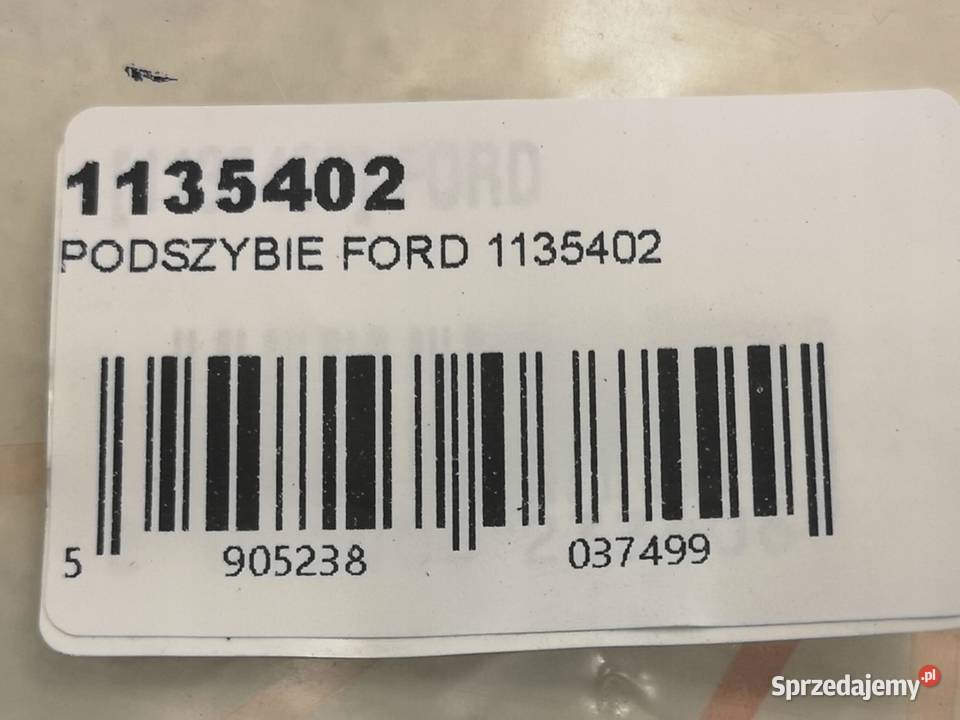 1135402
PODSZYBIE FORD 1135402
5 905238 037499
Sprzedajemy.pl